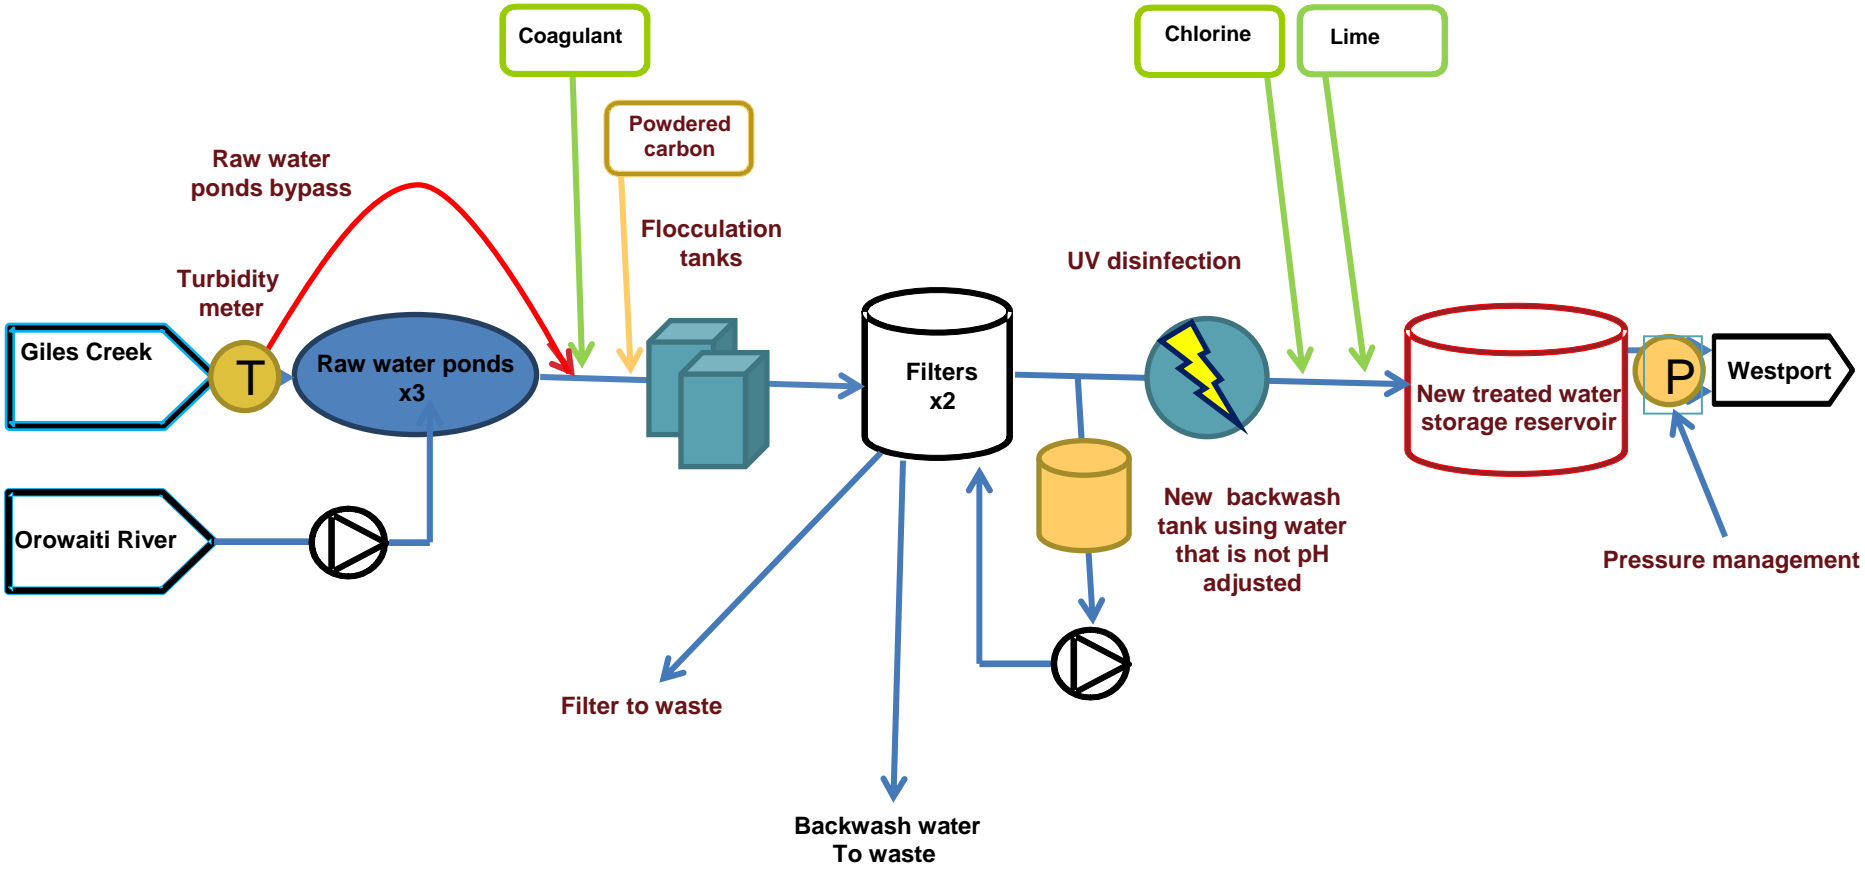 Coagulant
Chlorine
Lime
Powdered
carbon
Raw water
ponds bypass
Flocculation
tanks
UV disinfection
Turbidity
meter
Giles Creek
T
Raw water ponds
x3
Filters
x2
New treated water
storage reservoir
P
Westport
Orowaiti River
New backwash
tank using water
that is not pH
adjusted
Pressure management
Filter to waste
Backwash water
To waste